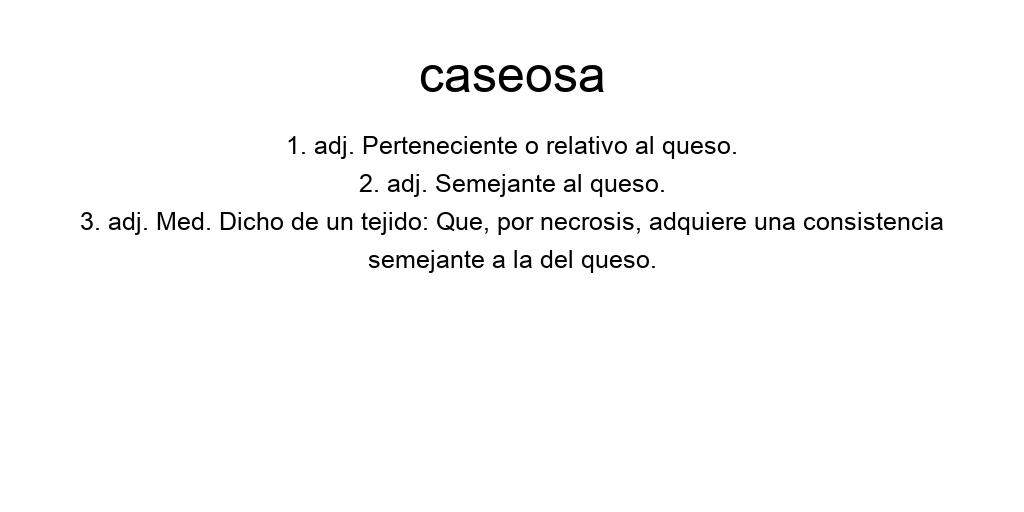 caseosa
1. adj. Perteneciente o relativo al queso.
2. adj. Semejante al queso.
3. adj. Med. Dicho de un tejido: Que, por necrosis, adquiere una consistencia
semejante a la del queso.